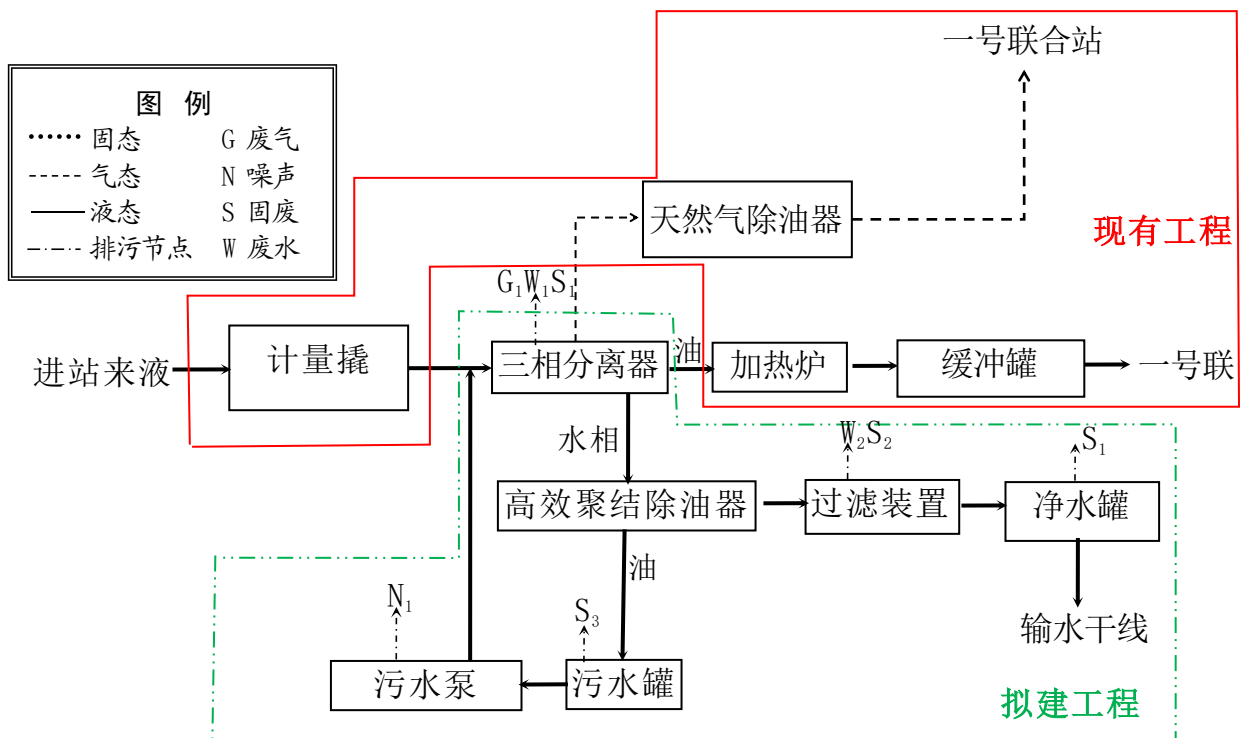 一号联合站
图 例
固态 G 废气
气态 N 噪声
液态 S 固废
排污节点 W 废水
天然气除油器
现有工程
G₁W₁S₁
进站来液
计量撬
三相分离器
油
加热炉
缓冲罐
一号联
水相
W₂S₂
S₁
高效聚结除油器
过滤装置
净水罐
油
N₁
S₃
输水干线
污水泵
污水罐
拟建工程